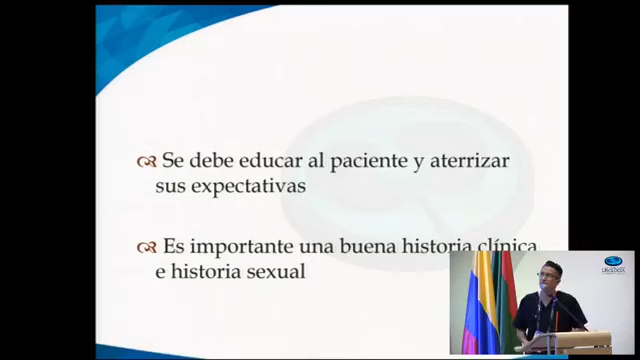 Se debe educar al paciente y aterrizar
sus expectativas
Es importante una buena historia clínica
e historia sexual